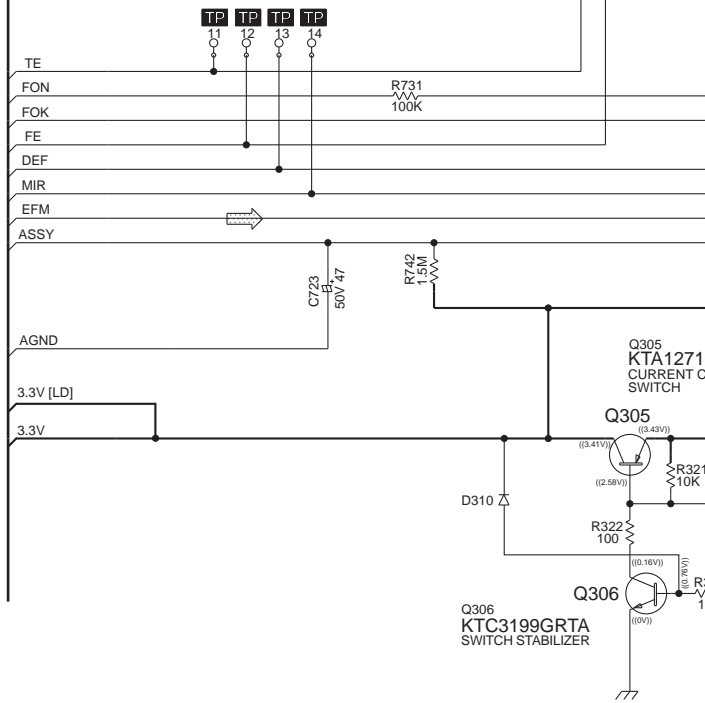 TP TP TP TP
11 12 13 14
TE
FON
R731
100K
FOK
FE
DEF
MIR
EFM
ASSY
C723
50V 47
+
R742
1.5M
AGND
Q305
KTA1271
CURRENT
SWITCH
3.3V [LD]
3.3V
Q305
((3.43V))
((3.41V))
((2.58V))
R321
10K
D310
R322
100
((0.16V))
((0.76V))
Q306
((0V))
Q306
KTC3199GRTA
SWITCH STABILIZER